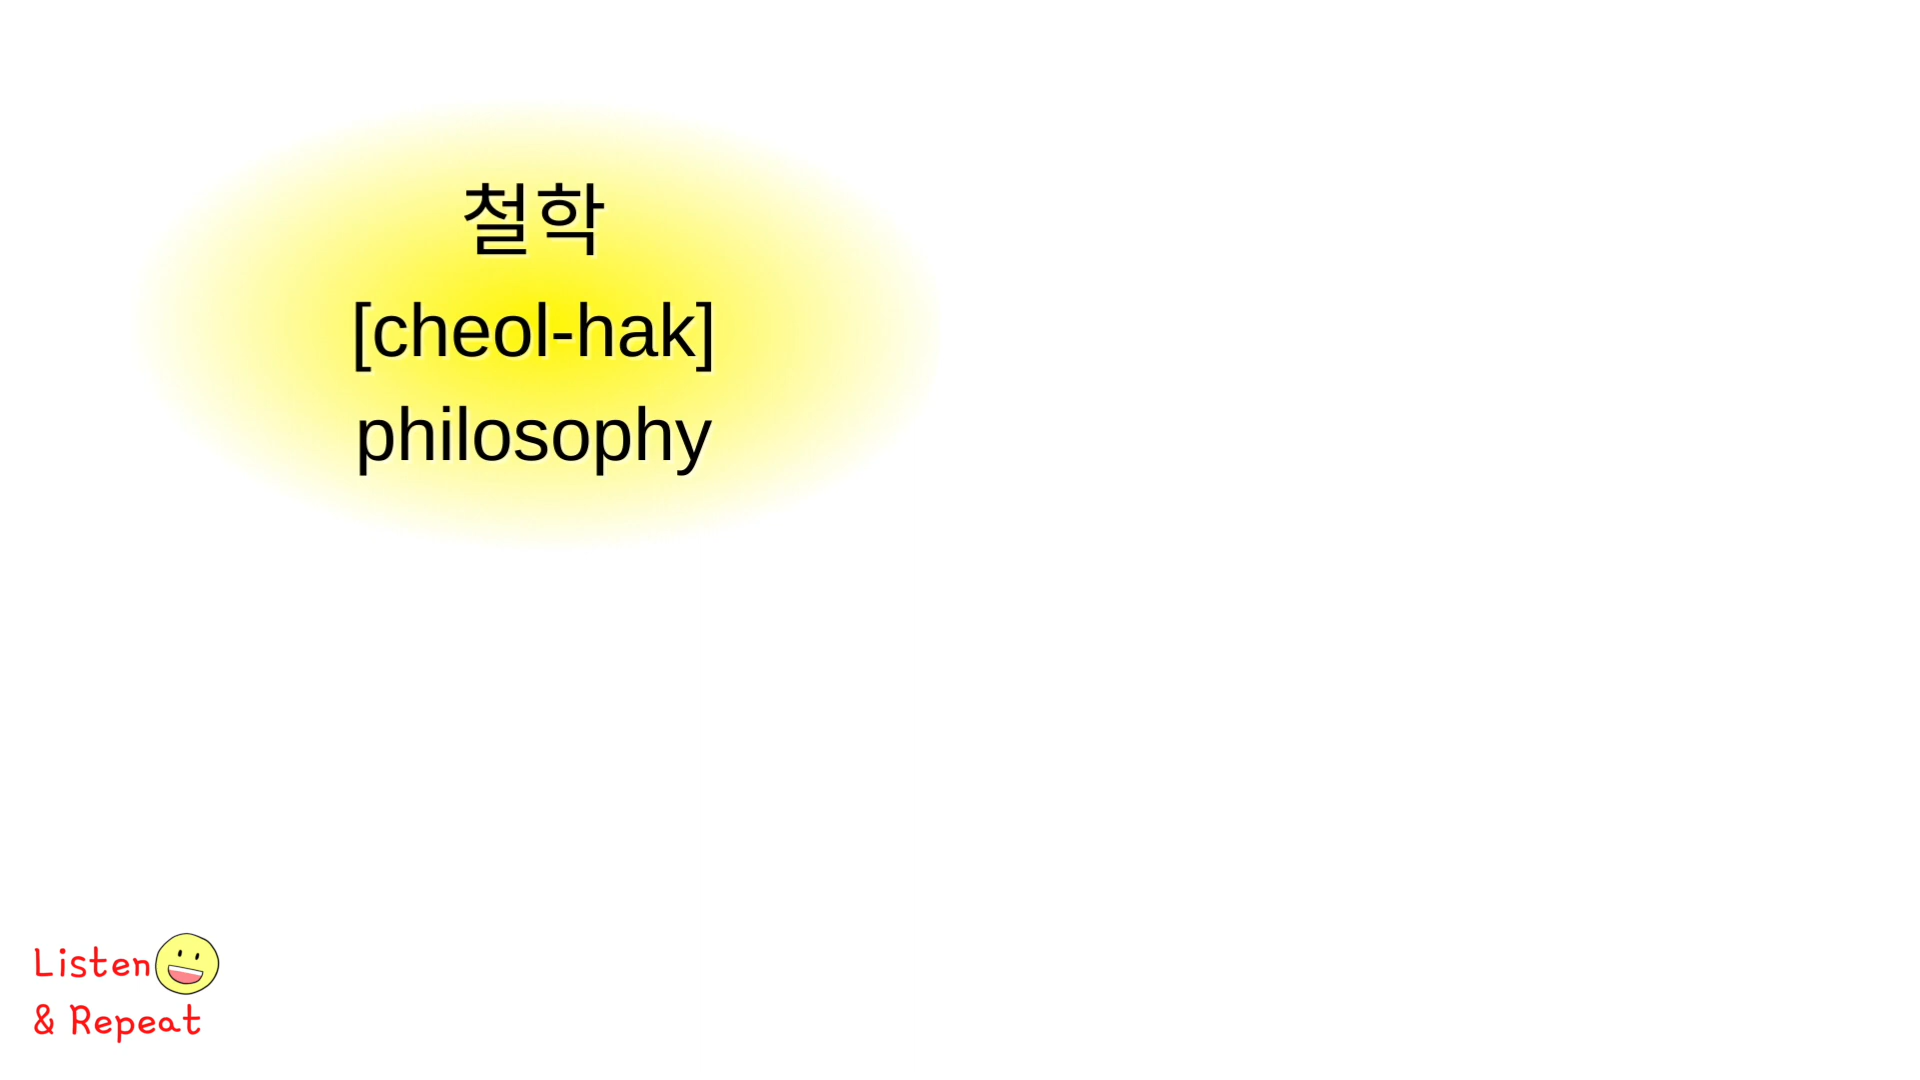 철학
[cheol-hak]
philosophy
Listen
& Repeat